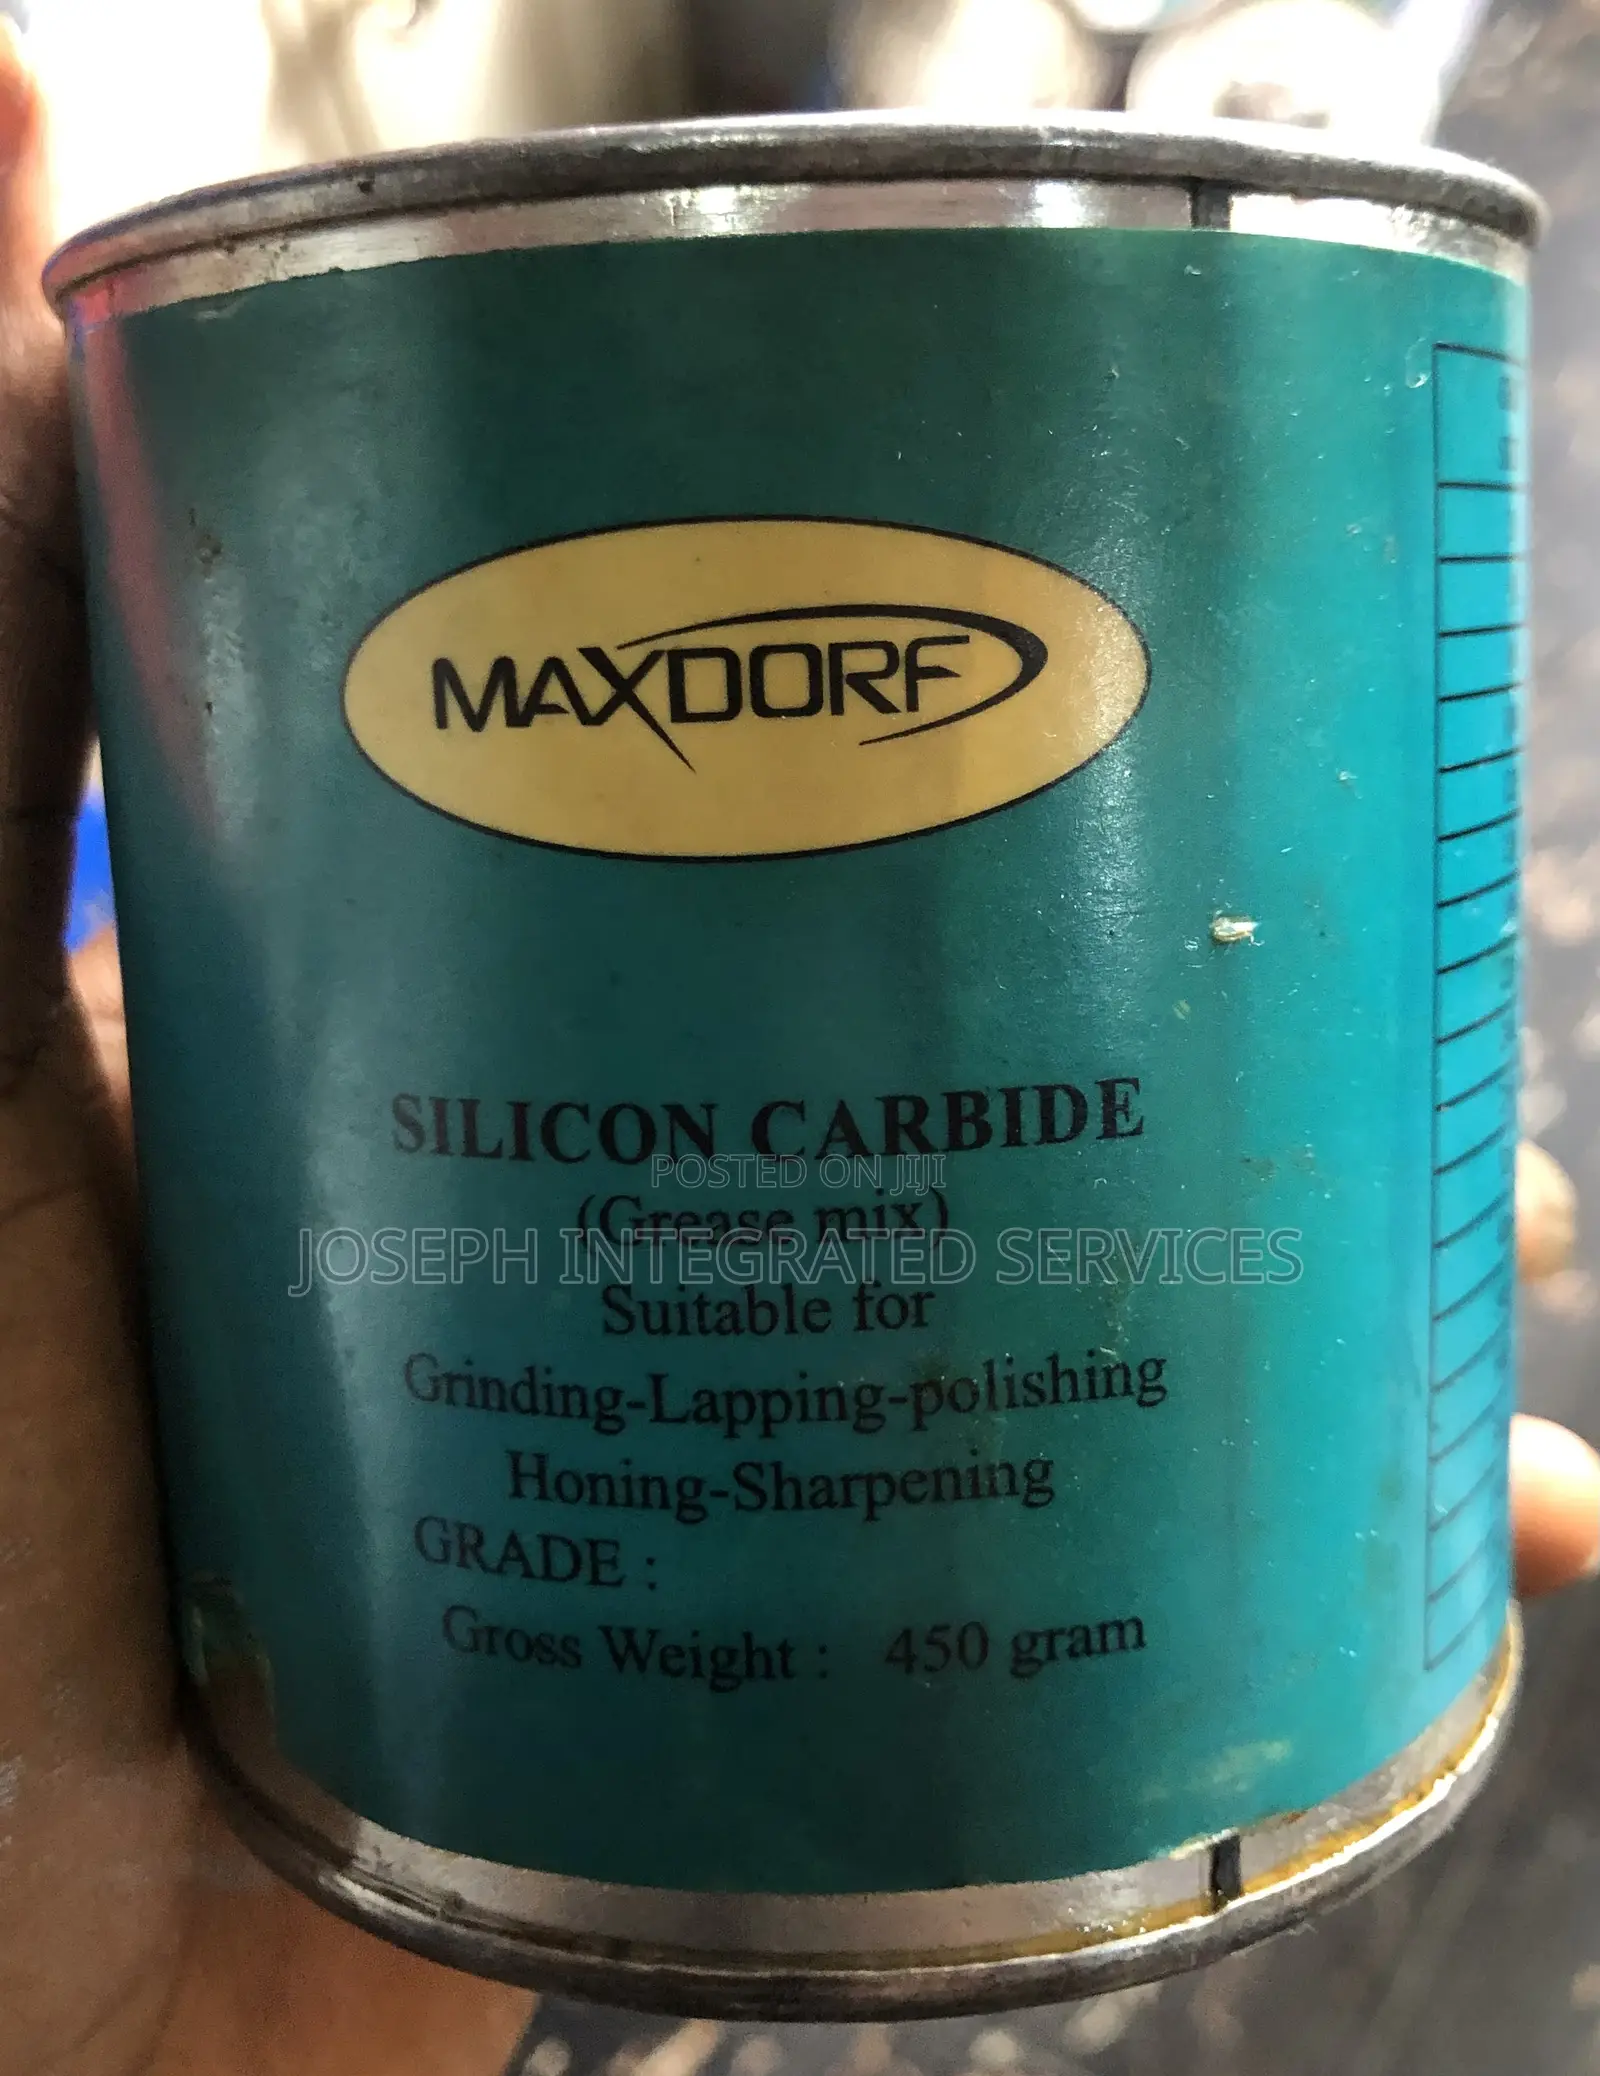 MAXDORF
SILICON CARBIDE
POSTED ON JIJI
(Grease mix)
JOSEPH INTEGRATED SERVICES
Suitable for
Grinding-Lapping-polishing
Honing-Sharpening
GRADE :
Gross Weight : 450 gram